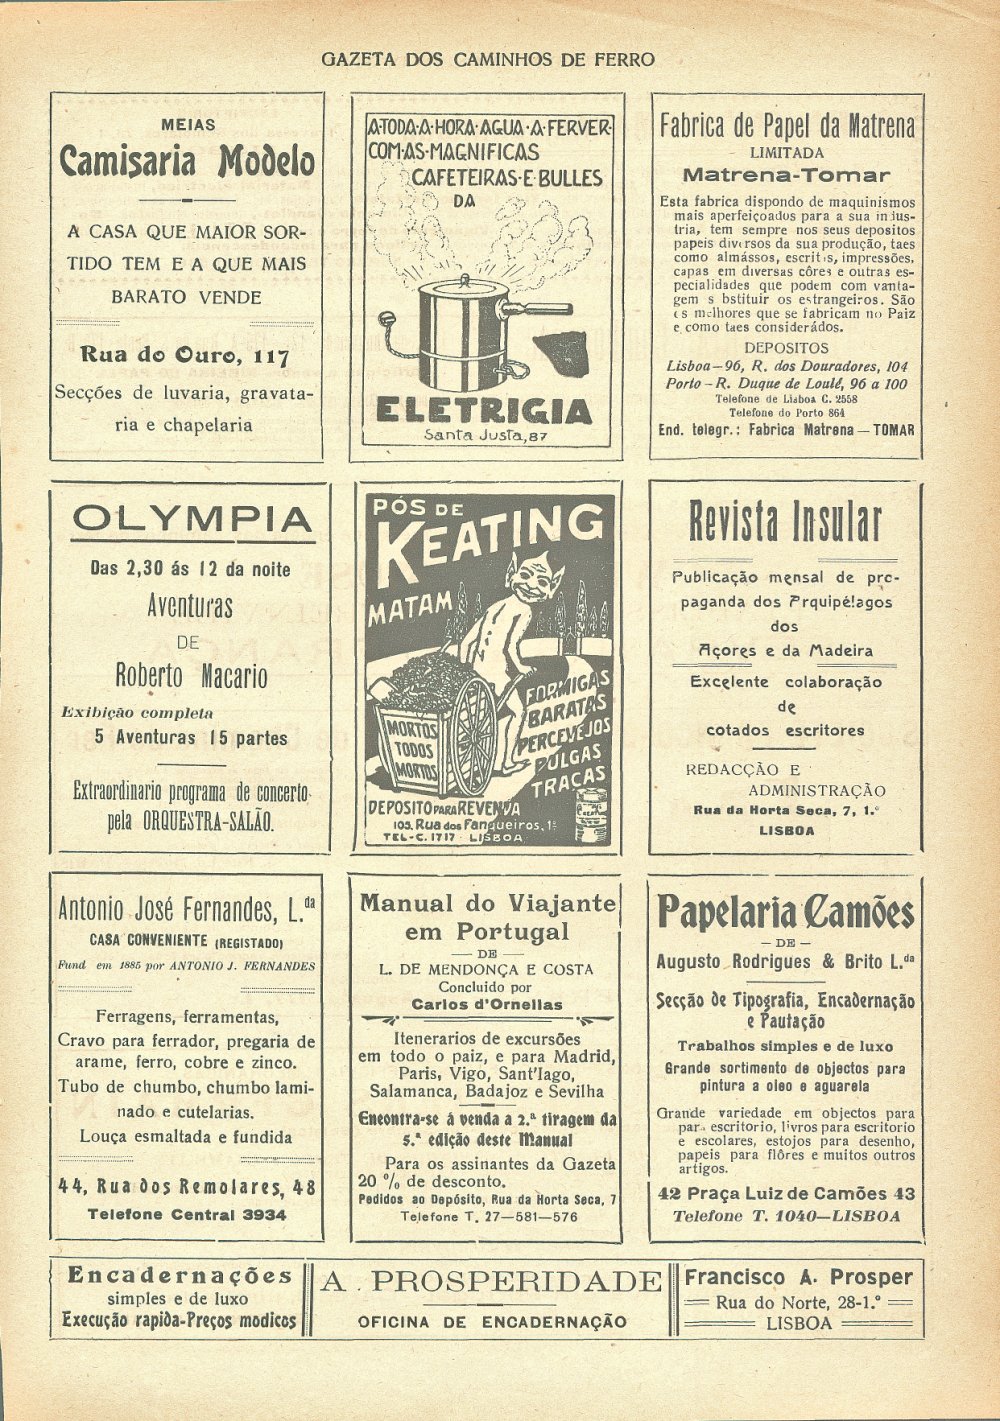 GAZETA DOS CAMINHOS DE FERRO
MEIAS
Camisaria Modelo
A CASA QUE MAIOR SOR-
TIDO TEM E A QUE MAIS
BARATO VENDE
Rua do Ouro, 117
Secções de luvaria, gravata-
ria e chapelaria
A·TODA·A·HORA·AGUA·A·FERVER·
COM·AS·MAGNIFICAS
CAFETEIRAS·E·BULLES
DA
ELETRIGIA
Santa Justa, 87
Fabrica de Papel da Matrena
LIMITADA
Matrena-Tomar
Esta fabrica dispondo de maquinismos
mais aperfeiçoados para a sua indus-
tria, tem sempre nos seus depositos
papeis diversos da sua produção, taes
como almássos, escritos, impressões,
capas em diversas côres e outras es-
pecialidades que podem com vanta-
gem s bstituir os estrangeiros. São
os melhores que se fabricam no Paiz
e como taes considerádos.
DEPOSITOS
Lisboa—96, R. dos Douradores, 104
Porto—R. Duque de Loulé, 96 a 100
Telefone de Lisboa C. 2558
Telefone do Porto 864
End. telegr.: Fabrica Matrena—TOMAR
OLYMPIA
Das 2,30 ás 12 da noite
Aventuras
DE
Roberto Macario
Exibição completa
5 Aventuras 15 partes
Extraordinario programa de concerto
pela ORQUESTRA-SALÃO.
PÓS DE
KEATING
MATAM
FORMIGAS
BARATAS
PERCEVEJOS
PULGAS
TRAÇAS
MORTOS
TODOS
MORTOS
DEPOSITO PARA REVENDA
103, Rua dos Fanqueiros, 1º
TEL-C. 1717 - LISBOA
Revista Insular
Publicação mensal de pro-
paganda dos Arquipélagos
dos
Açores e da Madeira
Excelente colaboração
de
cotados escritores
REDACÇÃO E
ADMINISTRAÇÃO
Rua da Horta Seca, 7, 1.º
LISBOA
Antonio José Fernandes, L.da
CASA CONVENIENTE (REGISTADO)
Fund em 1885 por ANTONIO J. FERNANDES
Ferragens, ferramentas,
Cravo para ferrador, pregaria de
arame, ferro, cobre e zinco.
Tubo de chumbo, chumbo lami-
nado e cutelarias.
Louça esmaltada e fundida
44, Rua dos Remolares, 48
Telefone Central 3934
Manual do Viajante
em Portugal
— DE —
L. DE MENDONÇA E COSTA
Concluido por
Carlos d'Ornellas
Itenerarios de excursões
em todo o paiz, e para Madrid,
Paris, Vigo, Sant'Iago,
Salamanca, Badajoz e Sevilha
Encontra-se á venda a 2.ª tiragem da
5.ª edição deste Manual
Para os assinantes da Gazeta
20 % de desconto.
Pedidos ao Depósito, Rua da Horta Seca, 7
Telefone T. 27—581—576
Papelaria Camões
— DE —
Augusto Rodrigues & Brito L.da
Secção de Tipografia, Encadernação
e Pautação
Trabalhos simples e de luxo
Grande sortimento de objectos para
pintura a oleo e aguarela
Grande variedade em objectos para
para escritorio, livros para escritorio
e escolares, estojos para desenho,
papeis para flôres e muitos outros
artigos.
42 Praça Luiz de Camões 43
Telefone T. 1040—LISBOA
Encadernações
simples e de luxo
Execução rapida-Preços modicos
A PROSPERIDADE
OFICINA DE ENCADERNAÇÃO
Francisco A. Prosper
Rua do Norte, 28-1.º
LISBOA